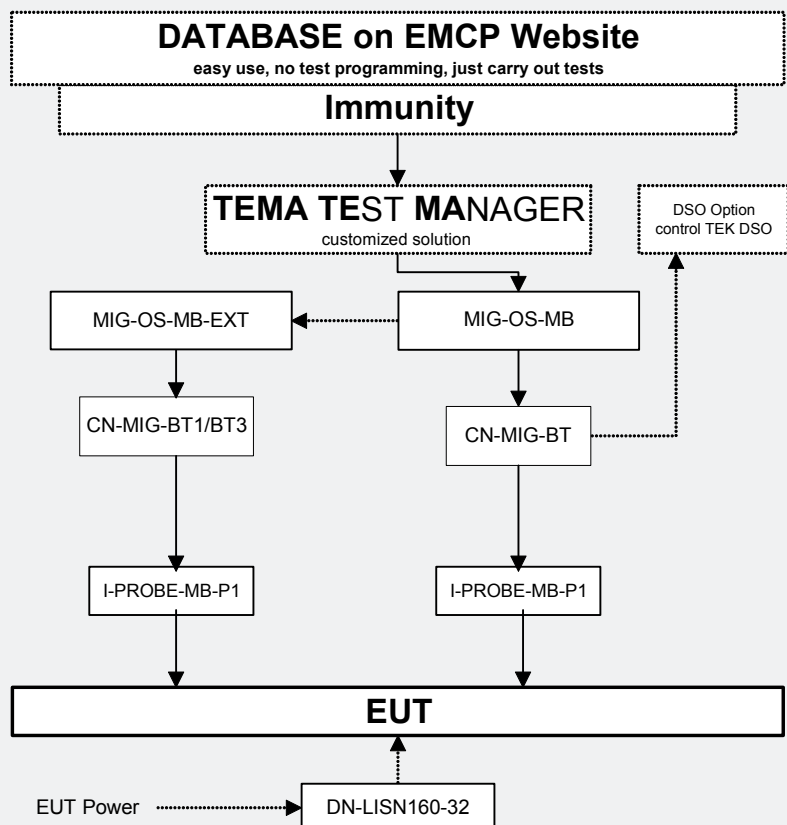 DATABASE on EMCP Website
easy use, no test programming, just carry out tests
Immunity
TEMA TEST MANAGER
customized solution
DSO Option
control TEK DSO
MIG-OS-MB-EXT
MIG-OS-MB
CN-MIG-BT1/BT3
CN-MIG-BT
I-PROBE-MB-P1
I-PROBE-MB-P1
EUT
EUT Power
DN-LISN160-32